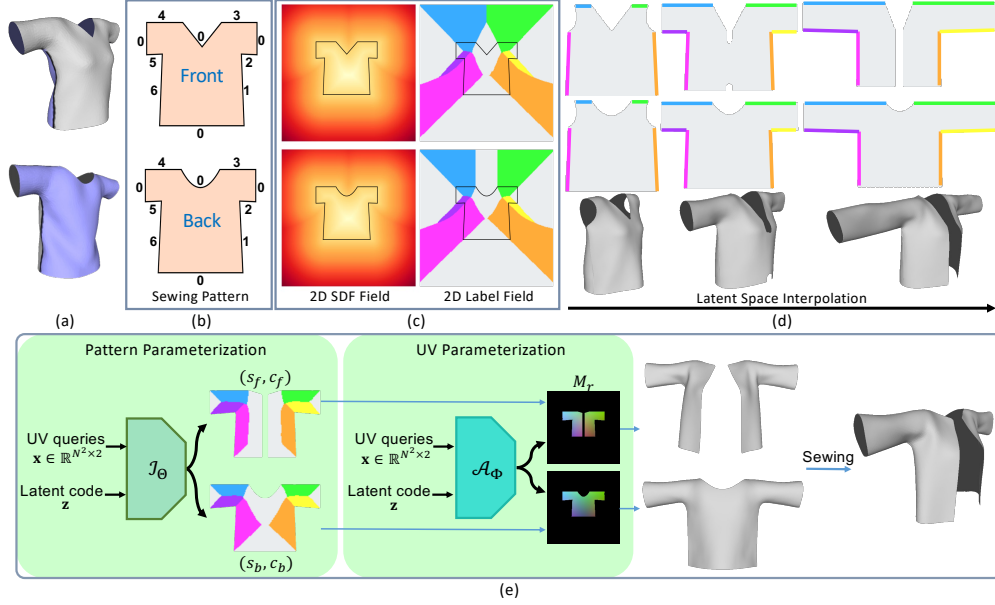 4
3
0
0
0
Front
5
2
6
1
0
4
3
0
0
0
Back
5
2
6
1
0
Sewing Pattern
2D SDF Field
2D Label Field
Latent Space Interpolation
(a)
(b)
(c)
(d)
Pattern Parameterization
UV queries
𝐱 ∈ ℝ^{N²×2}
Latent code
𝐳
ℐ_Θ
(s_f, c_f)
(s_b, c_b)
UV Parameterization
UV queries
𝐱 ∈ ℝ^{N²×2}
Latent code
𝐳
𝒜_Φ
M_r
Sewing
(e)